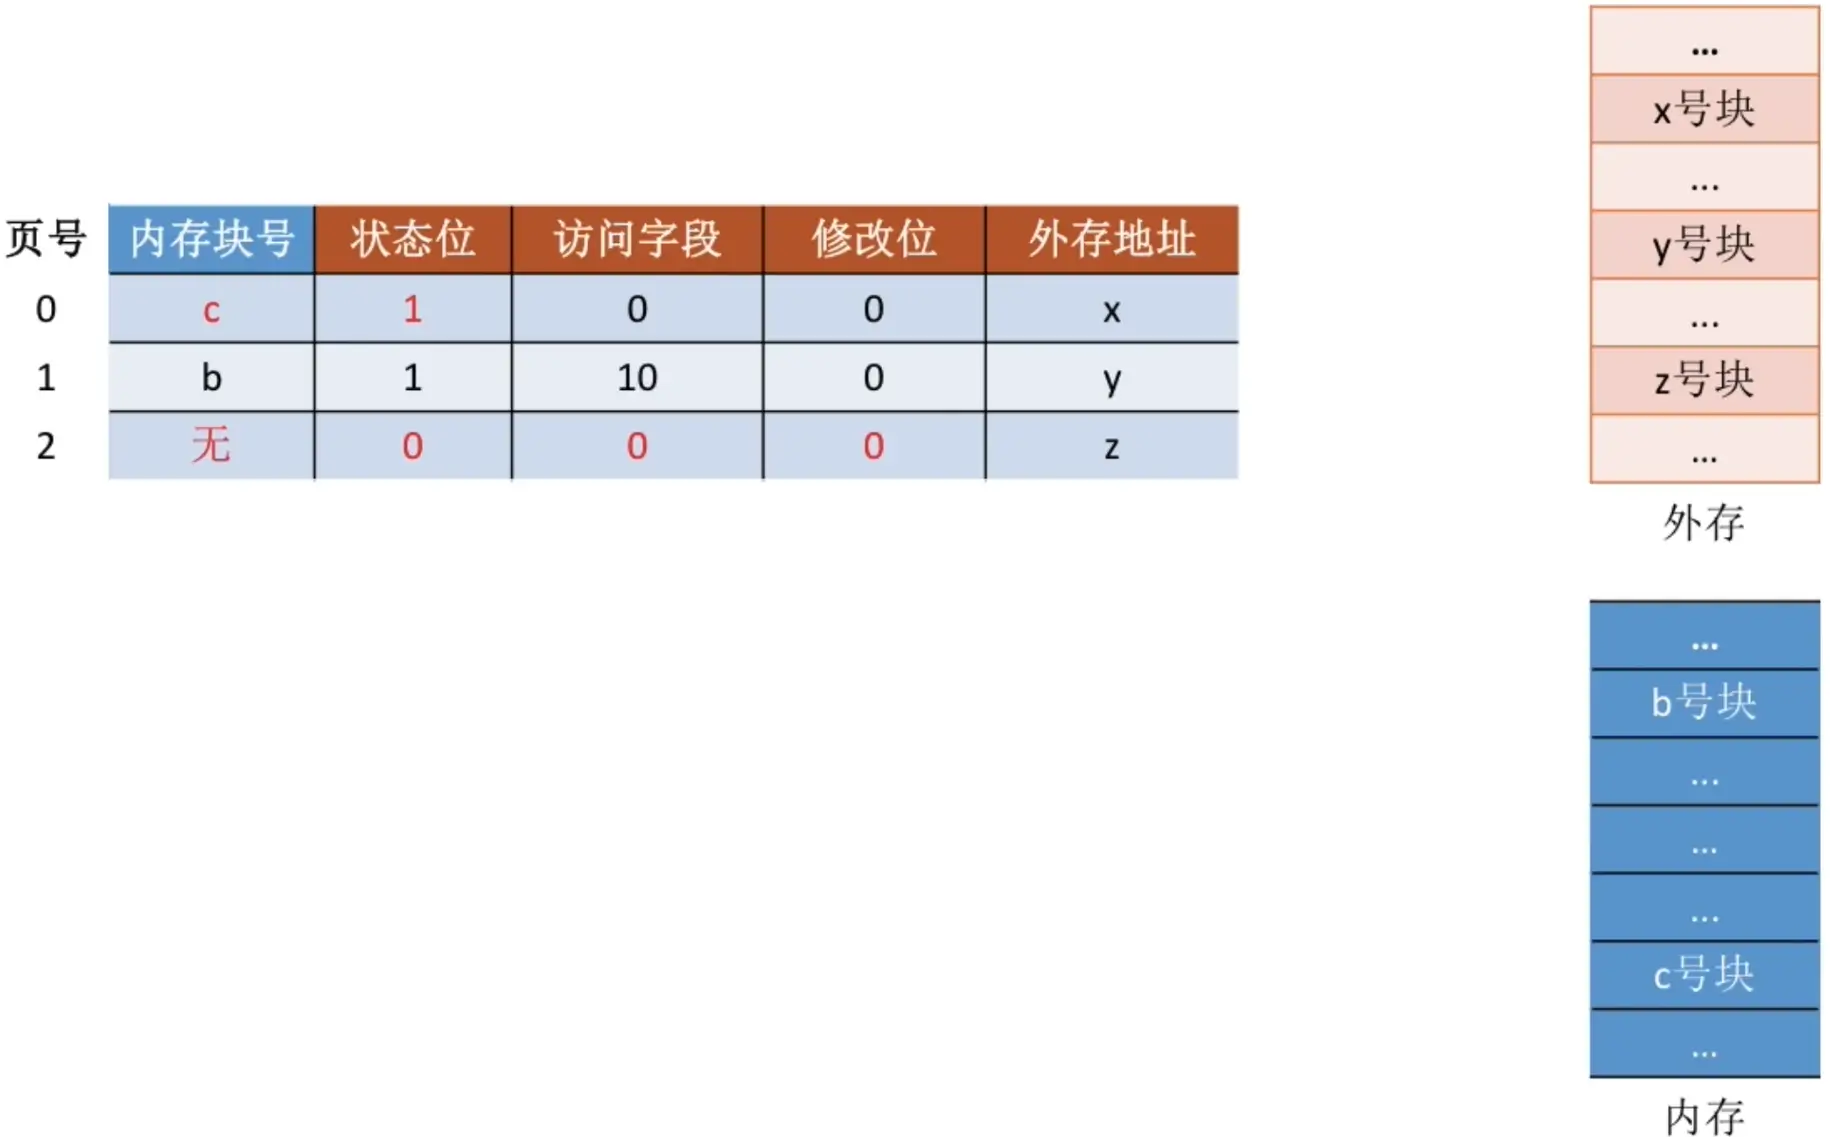 页号 内存块号 状态位 访问字段 修改位 外存地址
0 c 1 0 0 x
1 b 1 10 0 y
2 无 0 0 0 z
...
x号块
...
y号块
...
z号块
...
外存
...
b号块
...
...
...
c号块
...
内存